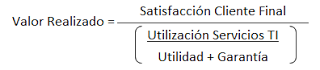 Satisfacción Cliente Final
Valor Realizado =
Utilización Servicios TI
Utilidad + Garantía